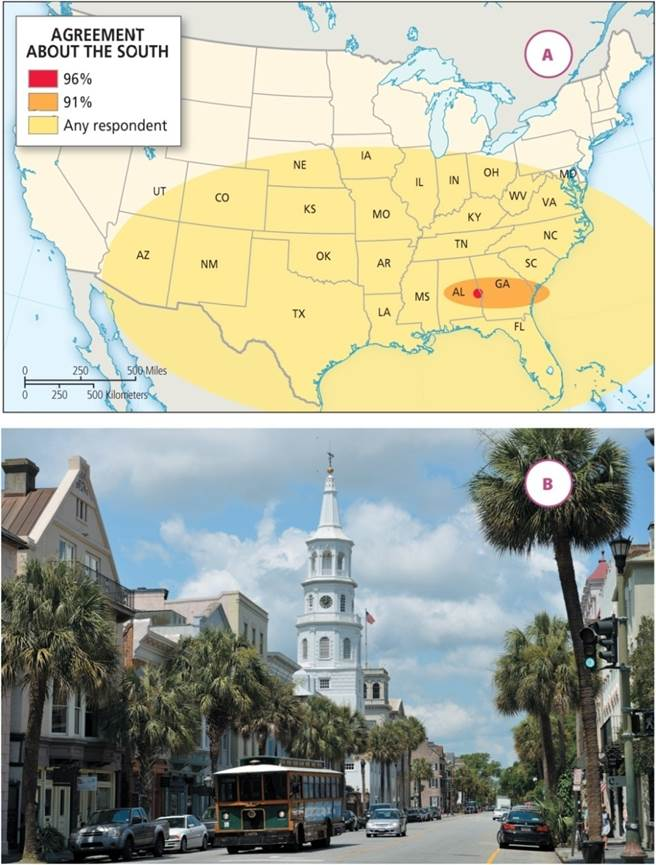 AGREEMENT
ABOUT THE SOUTH
96%
91%
Any respondent
A
UT
CO
NE
IA
IL
IN
OH
MD
WV
VA
KS
MO
KY
NC
AZ
NM
OK
AR
TN
SC
TX
LA
MS
AL
GA
FL
0 250 500 Miles
0 250 500 Kilometers
B